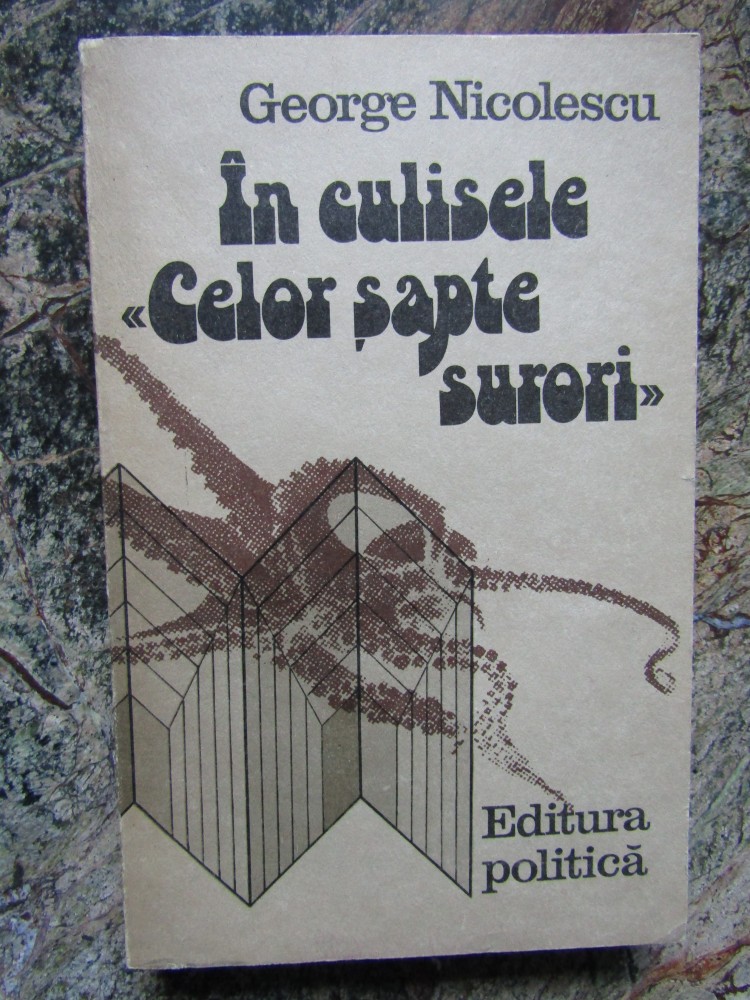 George Nicolescu
În culisele
«Celor șapte
surori»
Editura
politică